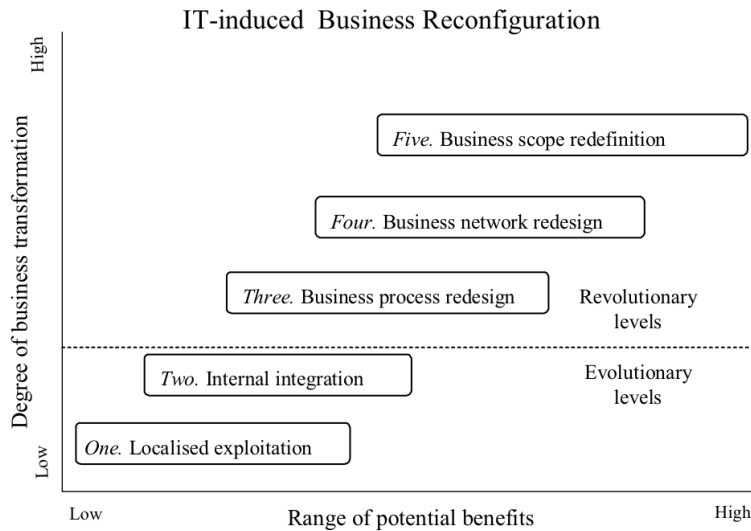 IT-induced Business Reconfiguration
High
Degree of business transformation
Five. Business scope redefinition
Four. Business network redesign
Three. Business process redesign
Revolutionary
levels
Two. Internal integration
Evolutionary
levels
One. Localised exploitation
Low
Low
Range of potential benefits
High